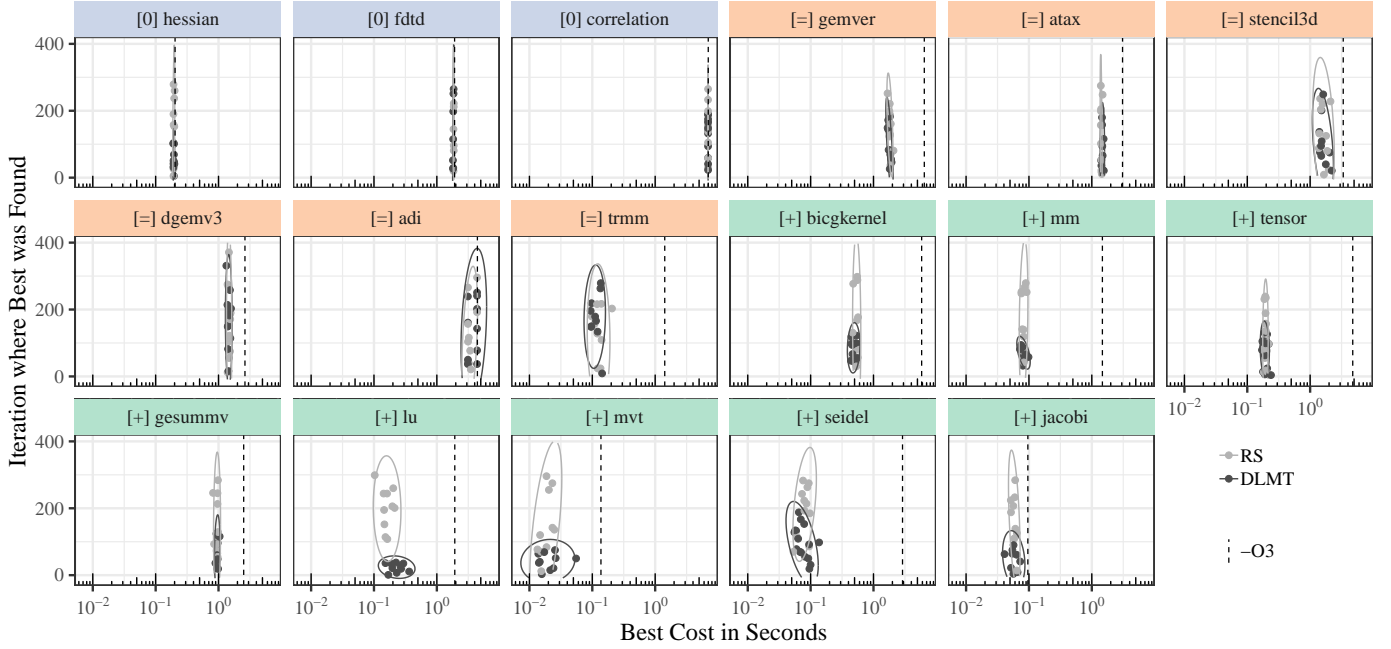 [0] hessian
[0] fdtd
[0] correlation
[=] gemver
[=] atax
[=] stencil3d
400
200
0
[=] dgemv3
[=] adi
[=] trmm
[+] bicgkernel
[+] mm
[+] tensor
400
200
0
10⁻² 10⁻¹ 10⁰
[+] gesummv
[+] lu
[+] mvt
[+] seidel
[+] jacobi
400
200
0
10⁻² 10⁻¹ 10⁰
10⁻² 10⁻¹ 10⁰
10⁻² 10⁻¹ 10⁰
10⁻² 10⁻¹ 10⁰
10⁻² 10⁻¹ 10⁰
Iteration where Best was Found
Best Cost in Seconds
RS
DLMT
−O3